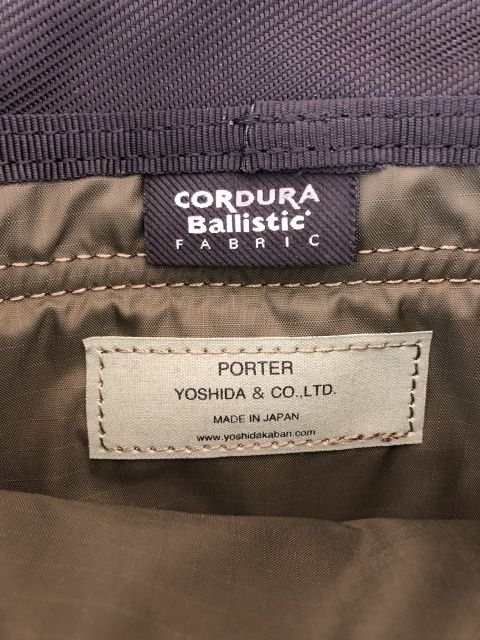 CORDURA
Ballistic
FABRIC
PORTER
YOSHIDA & CO.,LTD.
MADE IN JAPAN
www.yoshidakaban.com